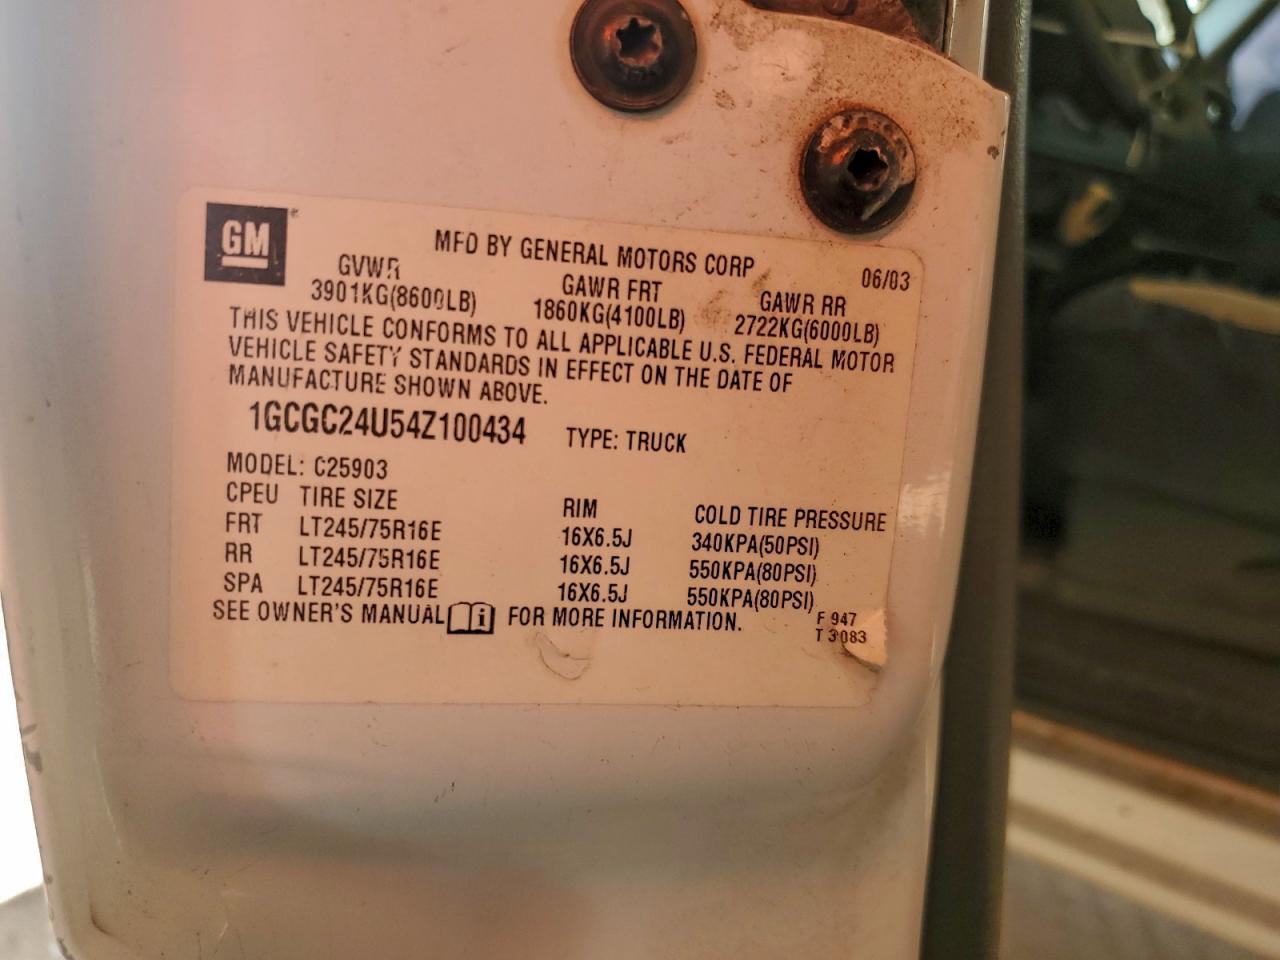 GM
MFD BY GENERAL MOTORS CORP 06/03
GVWR GAWR FRT GAWR RR
3901KG(8600LB) 1860KG(4100LB) 2722KG(6000LB)
THIS VEHICLE CONFORMS TO ALL APPLICABLE U.S. FEDERAL MOTOR
VEHICLE SAFETY STANDARDS IN EFFECT ON THE DATE OF
MANUFACTURE SHOWN ABOVE.
1GCGC24U54Z100434 TYPE: TRUCK
MODEL: C25903
CPEU TIRE SIZE RIM COLD TIRE PRESSURE
FRT LT245/75R16E 16X6.5J 340KPA(50PSI)
RR LT245/75R16E 16X6.5J 550KPA(80PSI)
SPA LT245/75R16E 16X6.5J 550KPA(80PSI)
SEE OWNER'S MANUAL i FOR MORE INFORMATION.
F 947
T 3083